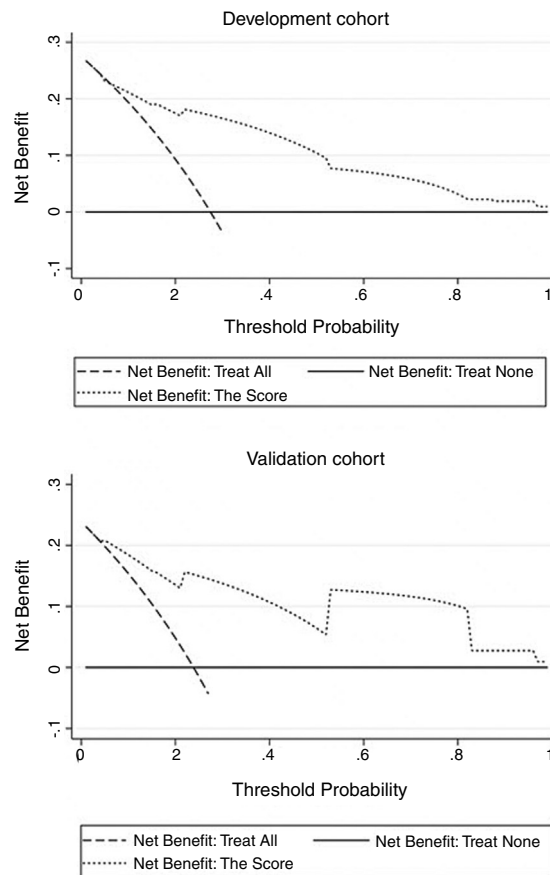 Development cohort
.3
.2
.1
0
-.1
Net Benefit
0
2
.4
.6
.8
1
Threshold Probability
Net Benefit: Treat All
Net Benefit: Treat None
Net Benefit: The Score
Validation cohort
.3
.2
.1
0
-.1
Net Benefit
0
2
.4
.6
.8
1
Threshold Probability
Net Benefit: Treat All
Net Benefit: Treat None
Net Benefit: The Score